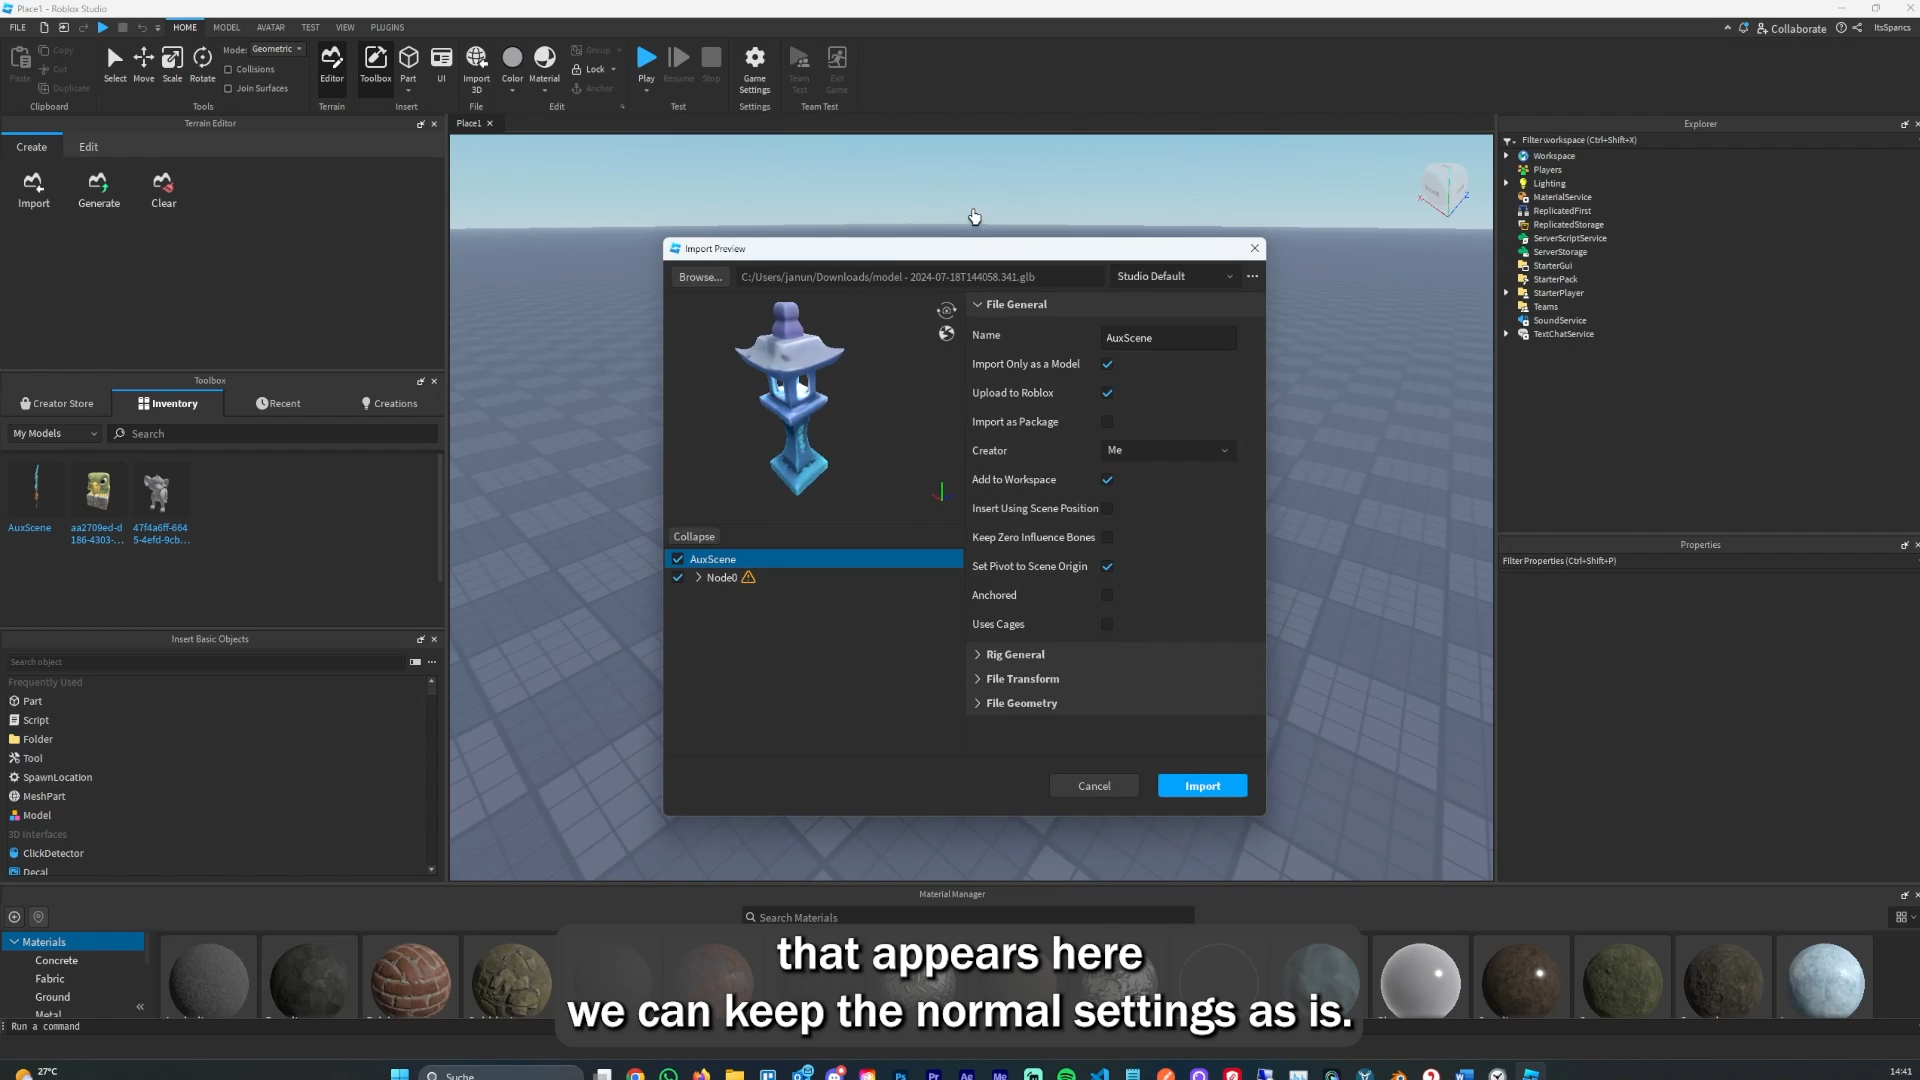 Place1 - Roblox Studio
FILE HOME MODEL AVATAR TEST VIEW PLUGINS Collaborate ItsSpancs
Paste Copy Cut Duplicate Clipboard
Select Move Scale Rotate Mode: Geometric Collisions Join Surfaces Tools
Editor Terrain
Toolbox Part UI Insert
Import 3D File
Color Material Group Lock Anchor Edit
Play Resume Stop Test
Game Settings Settings
Team Test Exit Game Team Test
Terrain Editor
Create Edit
Import Generate Clear
Toolbox
Creator Store Inventory Recent Creations
My Models Search
AuxScene aa2709ed-d186-4303-... 47f4a6ff-6645-4efd-9cb...
Insert Basic Objects
Search object
Frequently Used
Part
Script
Folder
Tool
SpawnLocation
MeshPart
Model
3D Interfaces
ClickDetector
Decal
Place1
Import Preview
Browse... C:/Users/janun/Downloads/model - 2024-07-18T144058.341.glb Studio Default
File General
Name AuxScene
Import Only as a Model
Upload to Roblox
Import as Package
Creator Me
Add to Workspace
Insert Using Scene Position
Keep Zero Influence Bones
Set Pivot to Scene Origin
Anchored
Uses Cages
Rig General
File Transform
File Geometry
Collapse
AuxScene
Node0
Cancel Import
Explorer
Filter workspace (Ctrl+Shift+X)
Workspace
Players
Lighting
MaterialService
ReplicatedFirst
ReplicatedStorage
ServerScriptService
ServerStorage
StarterGui
StarterPack
StarterPlayer
Teams
SoundService
TextChatService
Properties
Filter Properties (Ctrl+Shift+P)
Material Manager
Search Materials
Materials
Concrete
Fabric
Ground
Metal
Run a command
that appears here
we can keep the normal settings as is.
27°C Suche 14:41